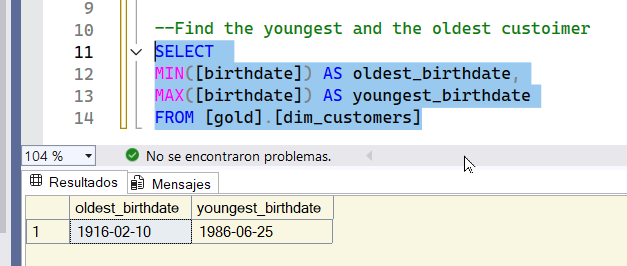 9
10 --Find the youngest and the oldest custoimer
11 SELECT
12 MIN([birthdate]) AS oldest_birthdate,
13 MAX([birthdate]) AS youngest_birthdate
14 FROM [gold].[dim_customers]
104 % No se encontraron problemas.
Resultados Mensajes
oldest_birthdate youngest_birthdate
1 1916-02-10 1986-06-25